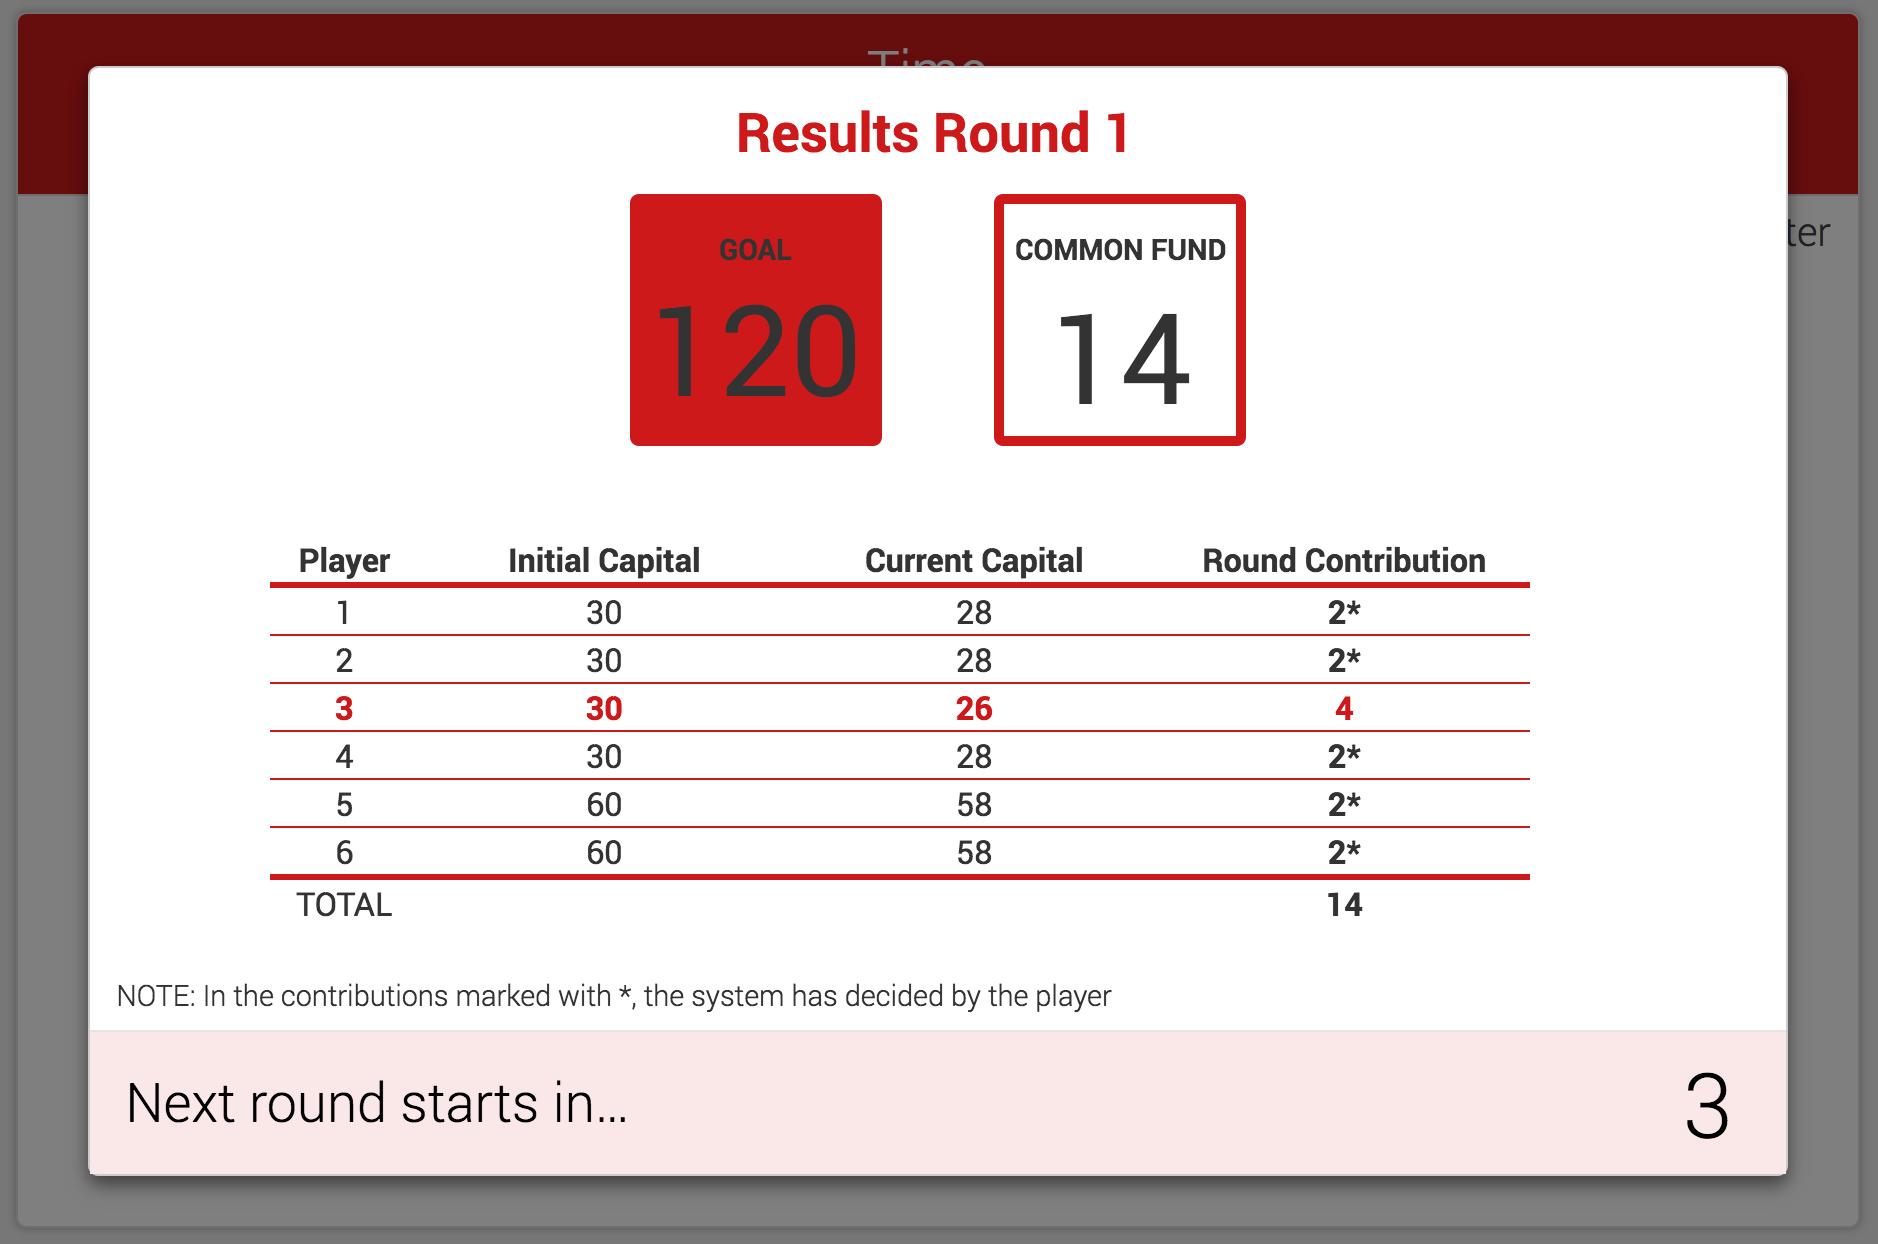 Results Round 1
GOAL
120
COMMON FUND
14
Player Initial Capital Current Capital Round Contribution
1 30 28 2*
2 30 28 2*
3 30 26 4
4 30 28 2*
5 60 58 2*
6 60 58 2*
TOTAL 14
NOTE: In the contributions marked with *, the system has decided by the player
Next round starts in... 3